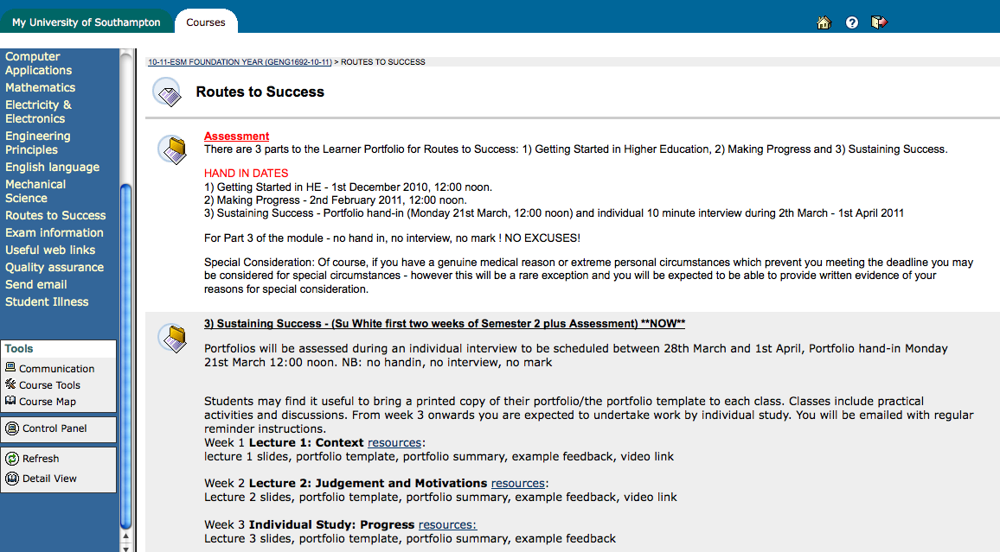 My University of Southampton
Courses
Computer
Applications
Mathematics
Electricity &
Electronics
Engineering
Principles
English language
Mechanical
Science
Routes to Success
Exam information
Useful web links
Quality assurance
Send email
Student Illness
Tools
Communication
Course Tools
Course Map
Control Panel
Refresh
Detail View
10-11-ESM FOUNDATION YEAR (GENG1692-10-11) > ROUTES TO SUCCESS
Routes to Success
Assessment
There are 3 parts to the Learner Portfolio for Routes to Success: 1) Getting Started in Higher Education, 2) Making Progress and 3) Sustaining Success.
HAND IN DATES
1) Getting Started in HE - 1st December 2010, 12:00 noon.
2) Making Progress - 2nd February 2011, 12:00 noon.
3) Sustaining Success - Portfolio hand-in (Monday 21st March, 12:00 noon) and individual 10 minute interview during 2th March - 1st April 2011
For Part 3 of the module - no hand in, no interview, no mark ! NO EXCUSES!
Special Consideration: Of course, if you have a genuine medical reason or extreme personal circumstances which prevent you meeting the deadline you may
be considered for special circumstances - however this will be a rare exception and you will be expected to be able to provide written evidence of your
reasons for special consideration.
3) Sustaining Success - (Su White first two weeks of Semester 2 plus Assessment) **NOW**
Portfolios will be assessed during an individual interview to be scheduled between 28th March and 1st April, Portfolio hand-in Monday
21st March 12:00 noon. NB: no handin, no interview, no mark
Students may find it useful to bring a printed copy of their portfolio/the portfolio template to each class. Classes include practical
activities and discussions. From week 3 onwards you are expected to undertake work by individual study. You will be emailed with regular
reminder instructions.
Week 1 Lecture 1: Context resources:
lecture 1 slides, portfolio template, portfolio summary, example feedback, video link
Week 2 Lecture 2: Judgement and Motivations resources:
Lecture 2 slides, portfolio template, portfolio summary, example feedback, video link
Week 3 Individual Study: Progress resources:
Lecture 3 slides, portfolio template, portfolio summary, example feedback